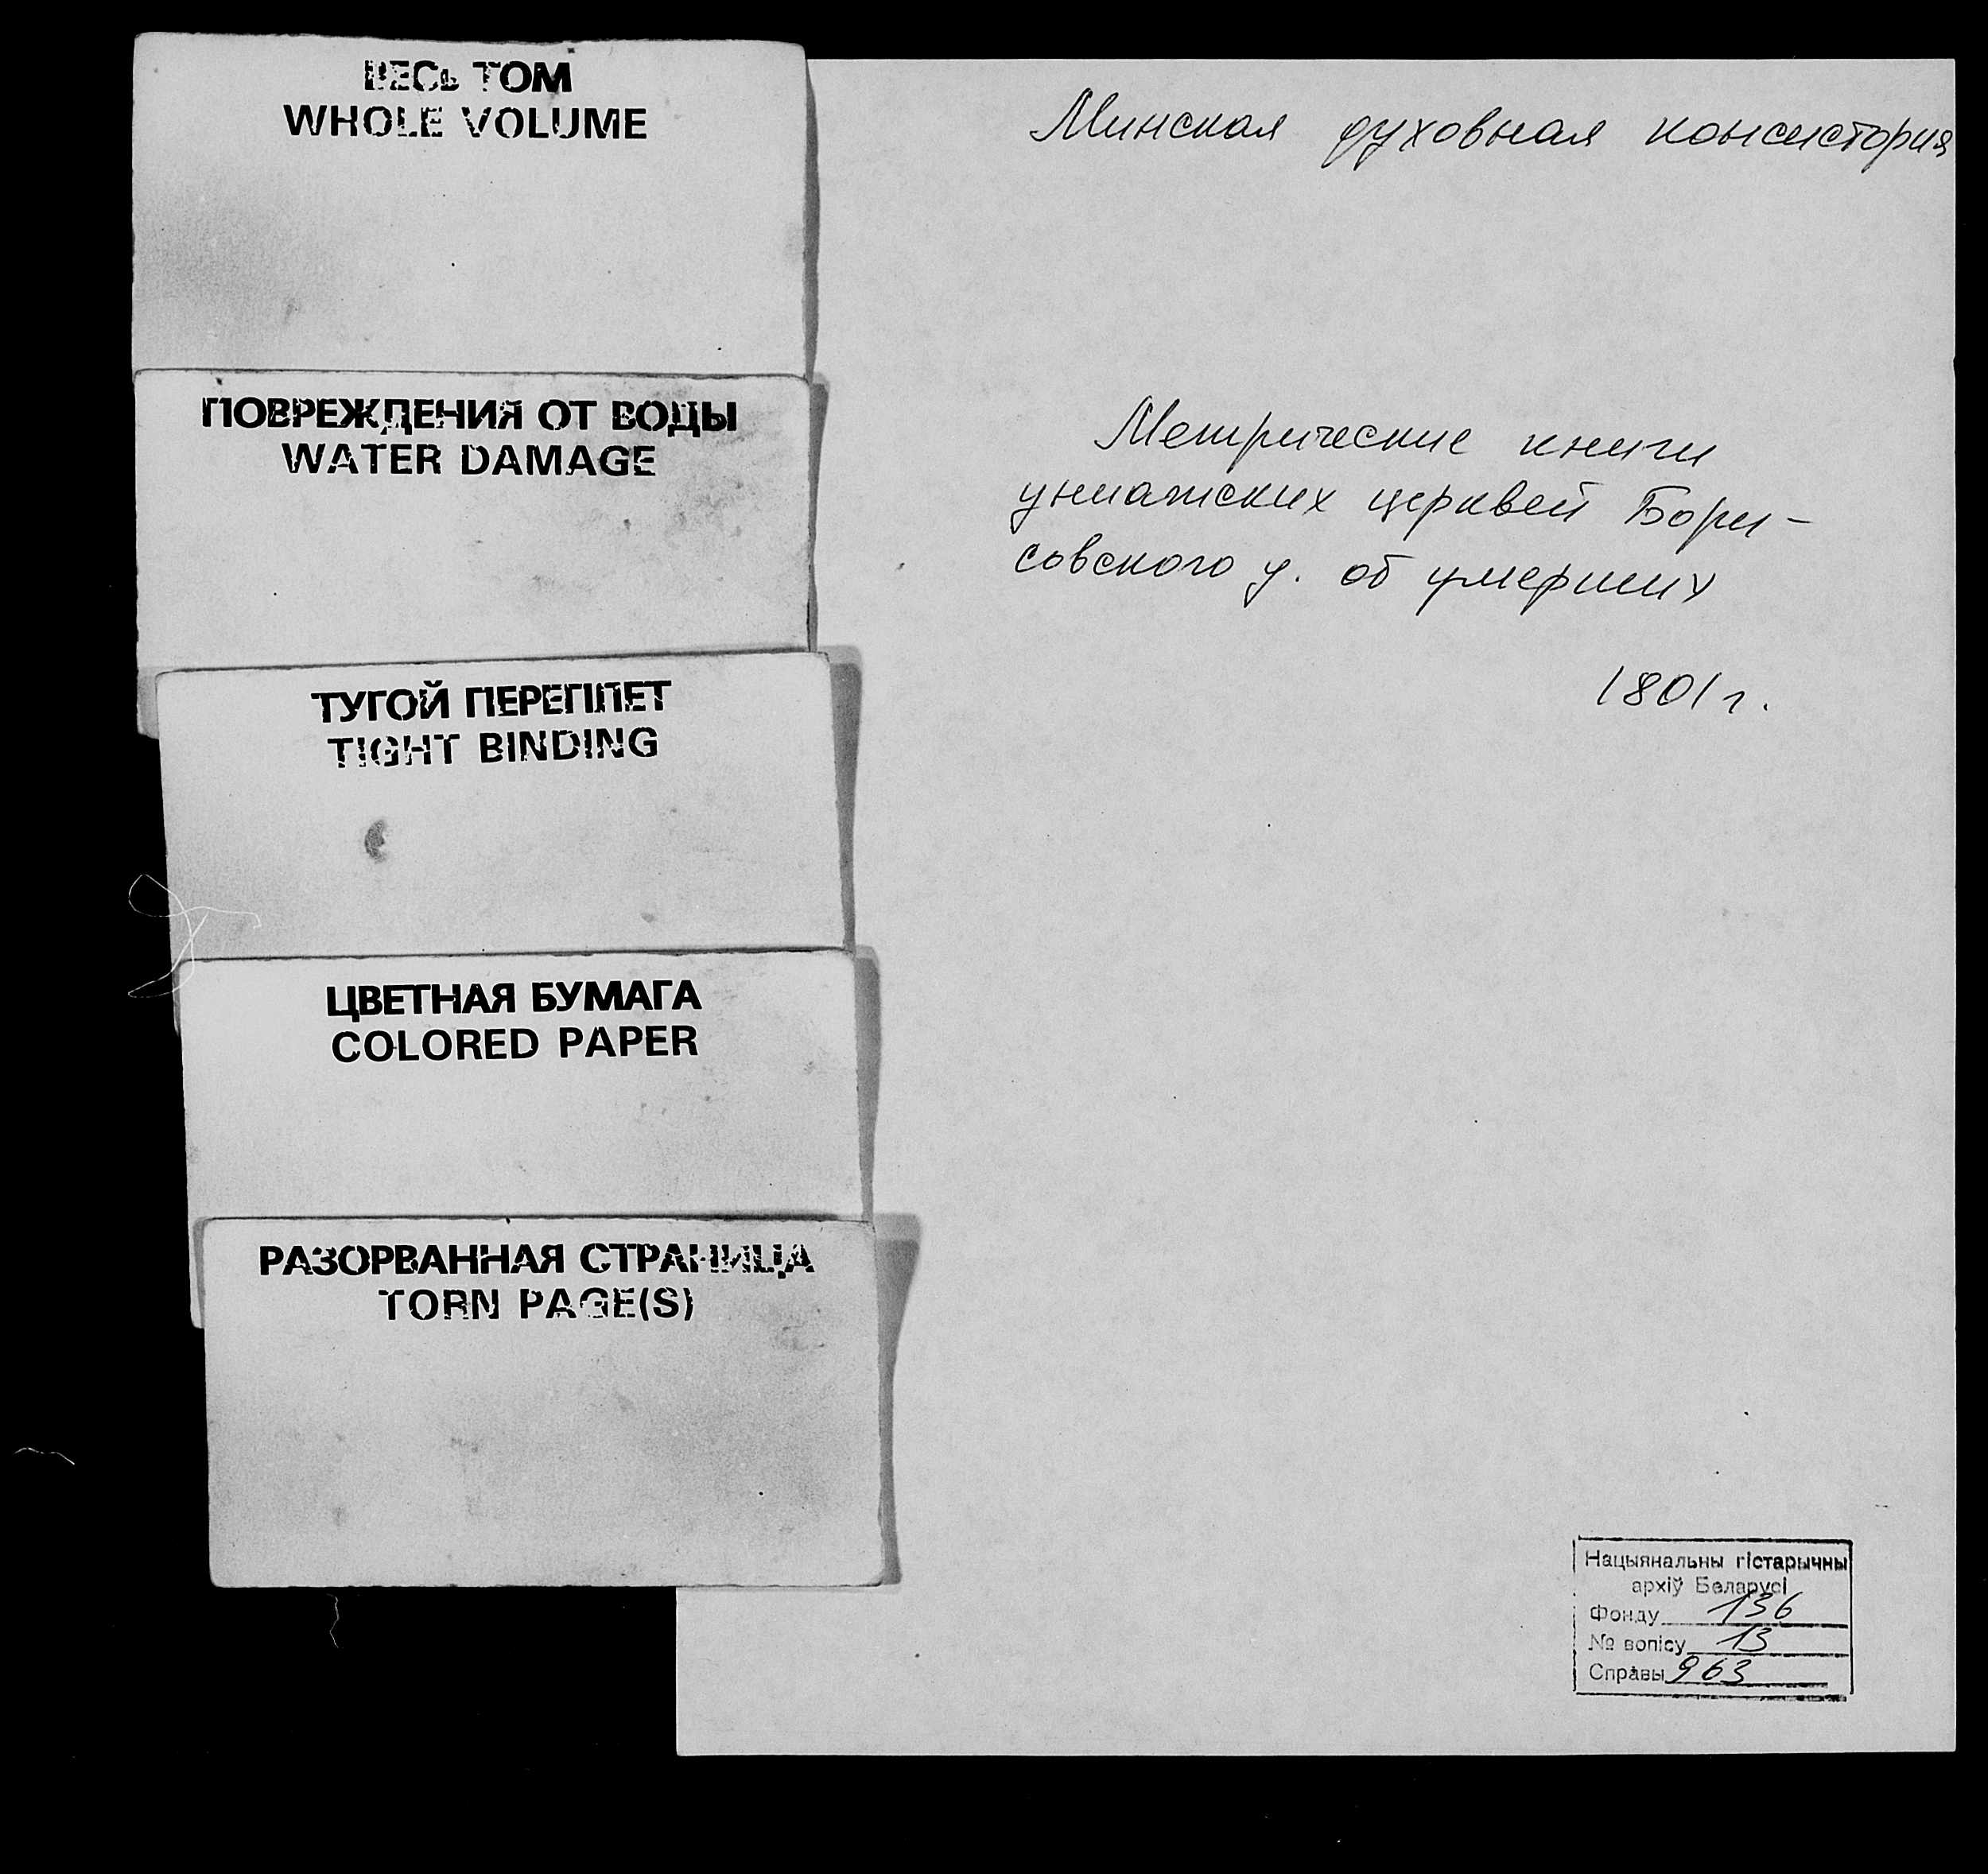 ВЕСЬ ТОМ
WHOLE VOLUME
ПОВРЕЖДЕНИЯ ОТ ВОДЫ
WATER DAMAGE
ТУГОЙ ПЕРЕПЛЕТ
TIGHT BINDING
ЦВЕТНАЯ БУМАГА
COLORED PAPER
РАЗОРВАННАЯ СТРАНИЦА
TORN PAGE(S)
Минская духовная консистория
Метрические книги
униатских церквей Бори-
совского у. об умерших
1801 г.
Нацыянальны гістарычны
архіў Беларусі
Фонду 136
№ вопісу 13
Справы 963